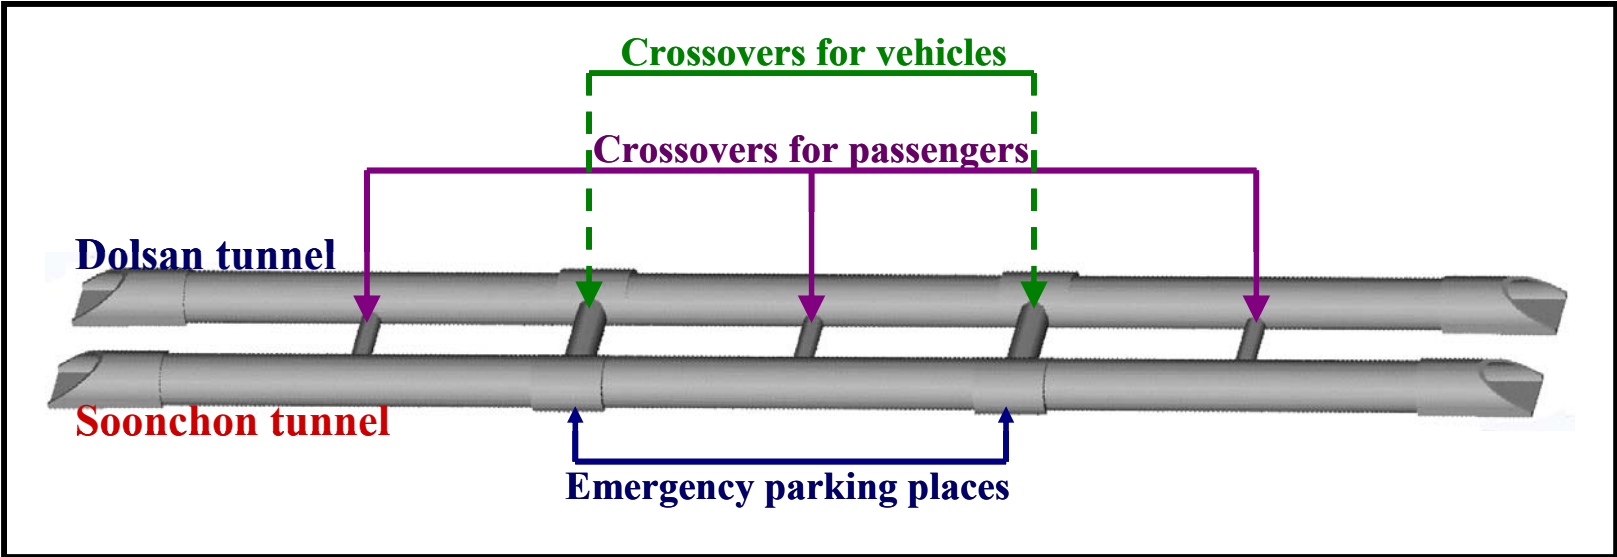 Crossovers for vehicles
Crossovers for passengers
Dolsan tunnel
Soonchon tunnel
Emergency parking places